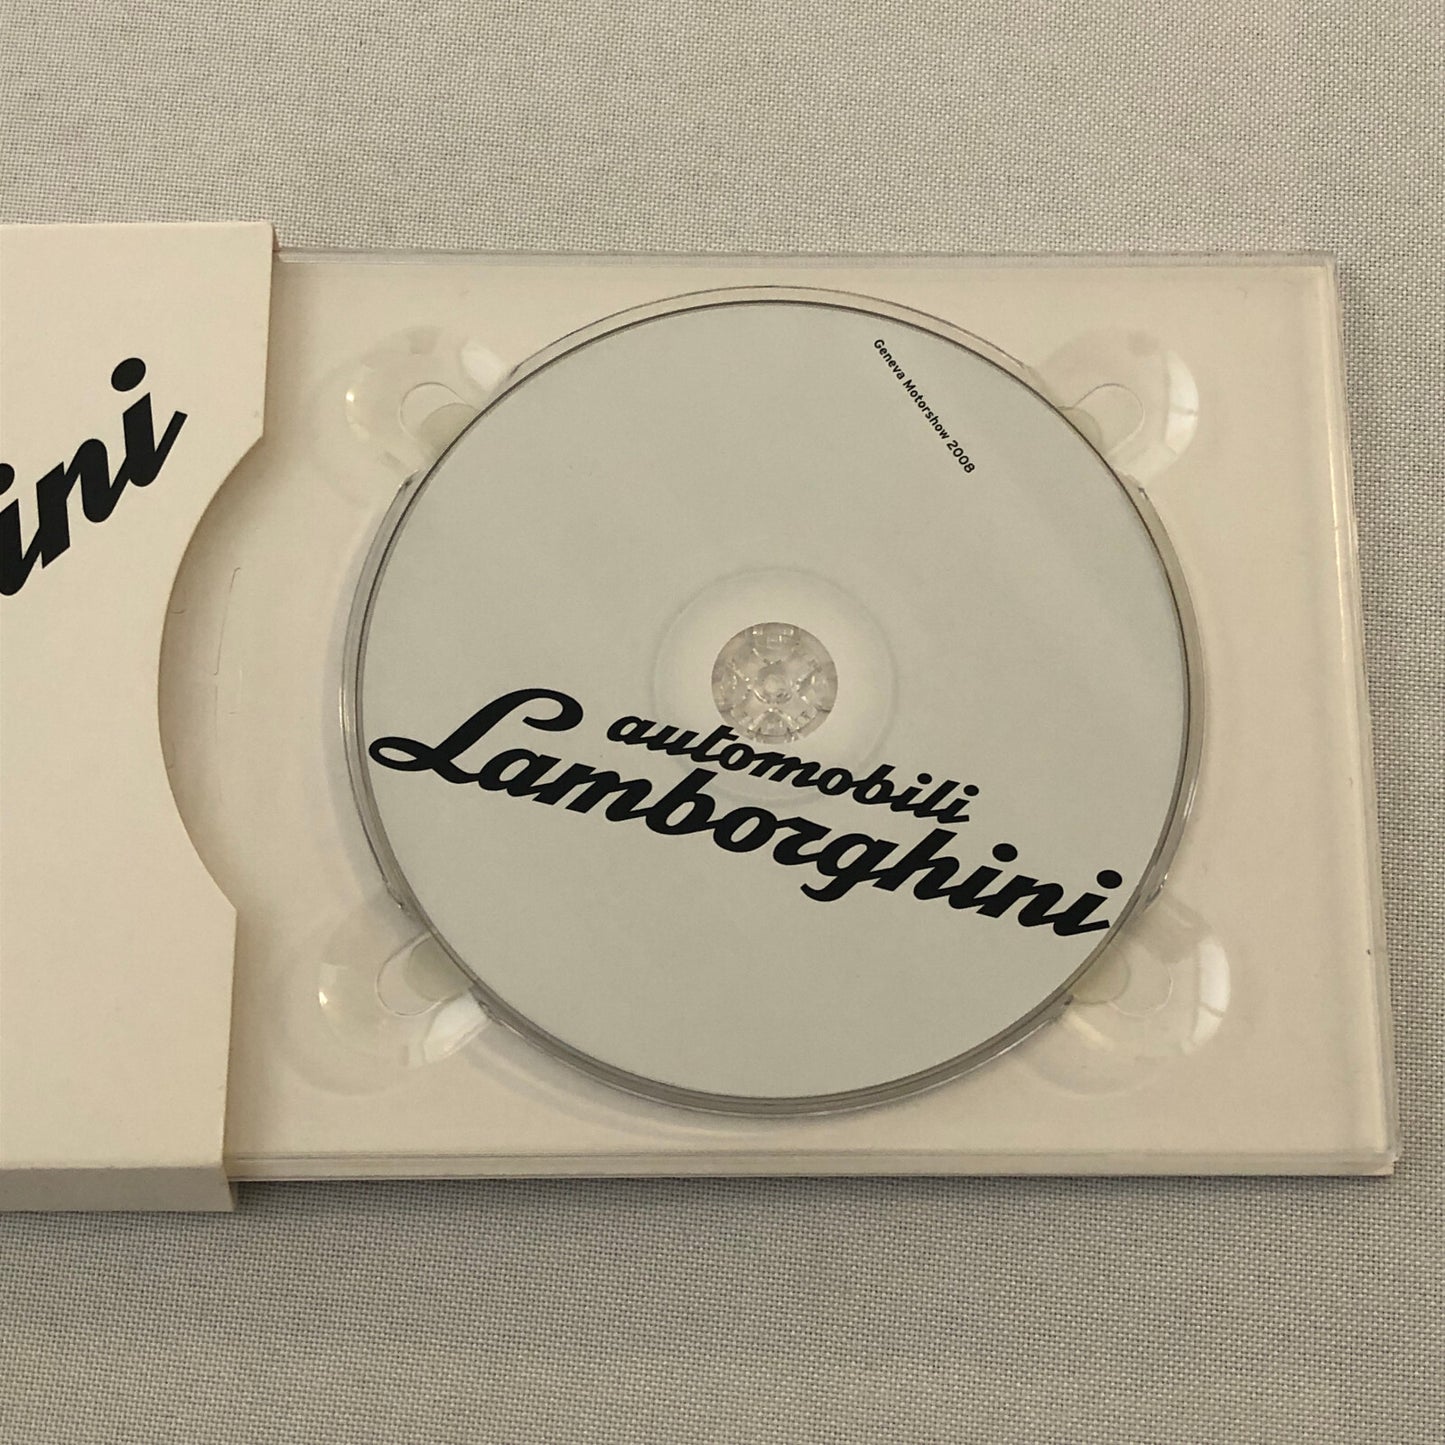 ini
Geneva Motorshow 2008
automobili
Lamborghini